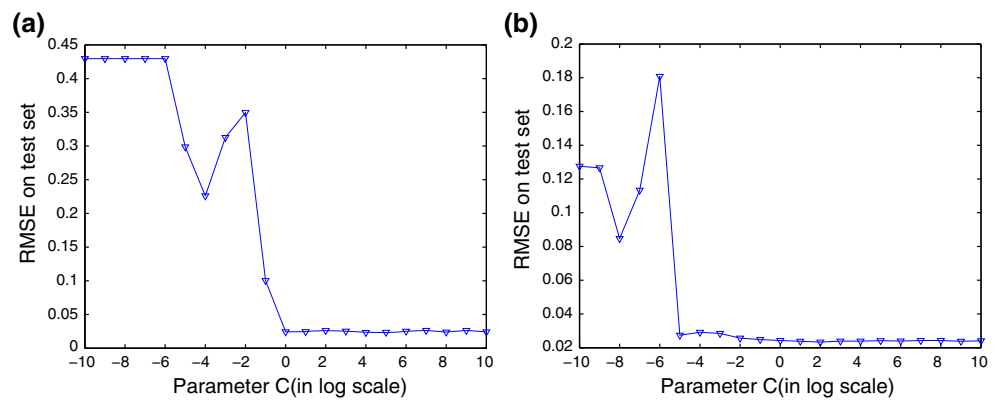 (a)
0.45
0.4
0.35
0.3
0.25
0.2
0.15
0.1
0.05
0
−10 −8 −6 −4 −2 0 2 4 6 8 10
RMSE on test set
Parameter C(in log scale)
(b)
0.2
0.18
0.16
0.14
0.12
0.1
0.08
0.06
0.04
0.02
−10 −8 −6 −4 −2 0 2 4 6 8 10
RMSE on test set
Parameter C(in log scale)